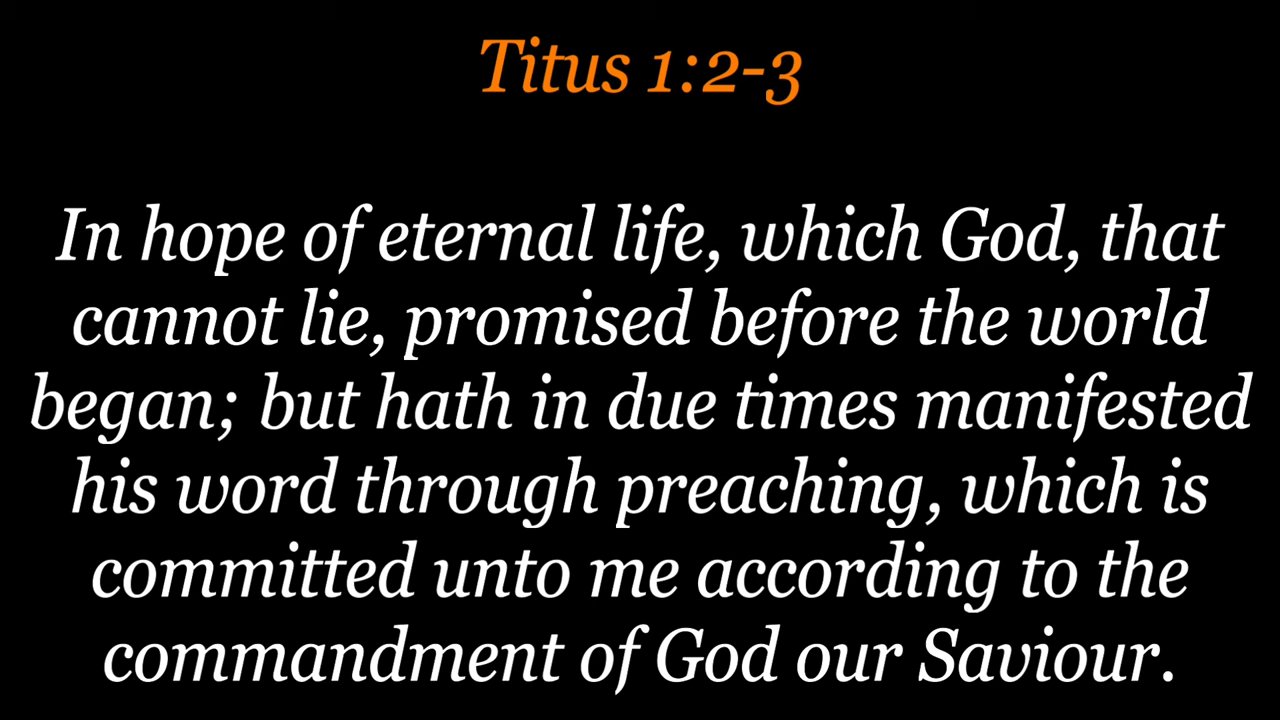 Titus 1:2-3
In hope of eternal life, which God, that
cannot lie, promised before the world
began; but hath in due times manifested
his word through preaching, which is
committed unto me according to the
commandment of God our Saviour.